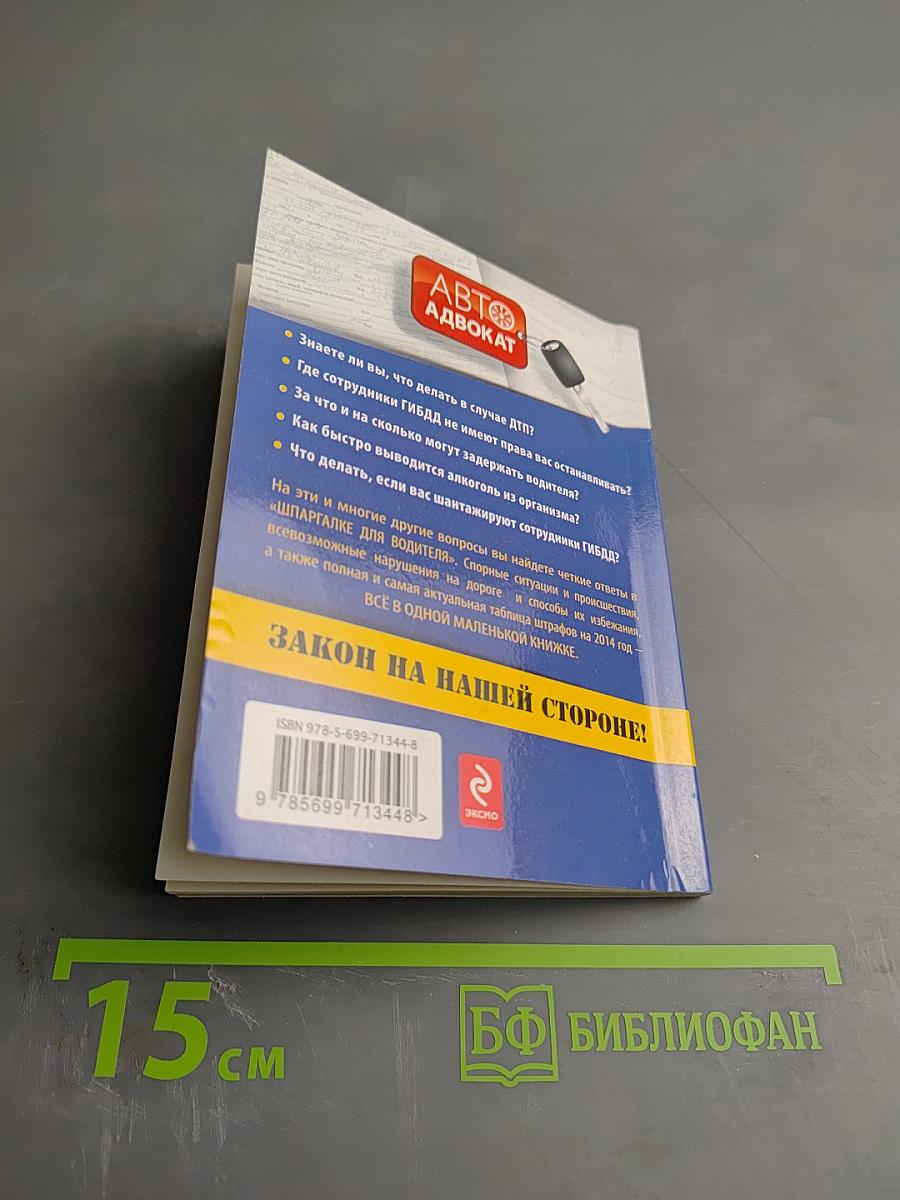 АВТО
АДВОКАТ
• Знаете ли вы, что делать в случае ДТП?
• Где сотрудники ГИБДД не имеют права вас останавливать?
• За что и на сколько могут задержать водителя?
• Как быстро выводится алкоголь из организма?
• Что делать, если вас шантажируют сотрудники ГИБДД?
На эти и многие другие вопросы вы найдете четкие ответы в
«ШПАРГАЛКЕ ДЛЯ ВОДИТЕЛЯ». Спорные ситуации и происшествия,
всевозможные нарушения на дороге и способы их избежания,
а также полная и самая актуальная таблица штрафов на 2014 год –
ВСЁ В ОДНОЙ МАЛЕНЬКОЙ КНИЖКЕ.
ЗАКОН НА НАШЕЙ СТОРОНЕ!
ISBN 978-5-699-71344-8
9 785699 713448 >
ЭКСМО
15 см
БФ БИБЛИОФАН